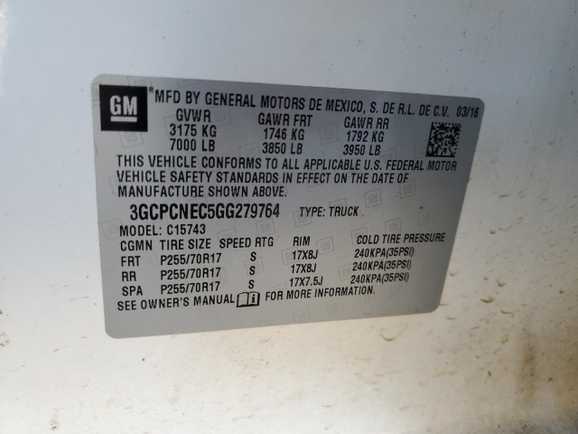 GM
*MFD BY GENERAL MOTORS DE MEXICO, S. DE R.L. DE C.V. 03/16
GVWR GAWR FRT GAWR RR
3175 KG 1746 KG 1792 KG
7000 LB 3850 LB 3950 LB
THIS VEHICLE CONFORMS TO ALL APPLICABLE U.S. FEDERAL MOTOR
VEHICLE SAFETY STANDARDS IN EFFECT ON THE DATE OF
MANUFACTURE SHOWN ABOVE.
3GCPCNEC5GG279764 TYPE: TRUCK
MODEL: C15743
CGMN TIRE SIZE SPEED RTG RIM COLD TIRE PRESSURE
FRT P255/70R17 S 17X8J 240KPA(35PSI)
RR P255/70R17 S 17X8J 240KPA(35PSI)
SPA P255/70R17 S 17X7.5J 240KPA(35PSI)
SEE OWNER'S MANUAL FOR MORE INFORMATION.